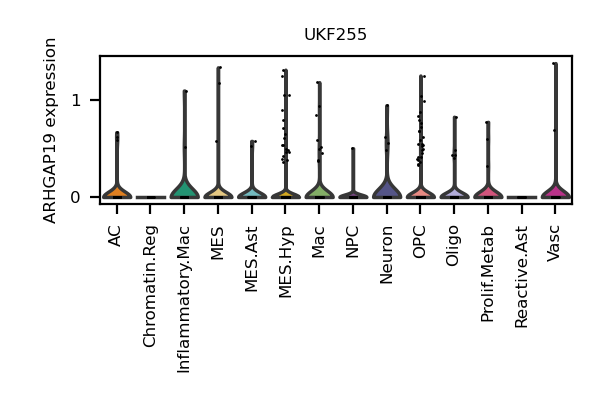 UKF255
ARHGAP19 expression
1
0
AC
Chromatin.Reg
Inflammatory.Mac
MES
MES.Ast
MES.Hyp
Mac
NPC
Neuron
OPC
Oligo
Prolif.Metab
Reactive.Ast
Vasc